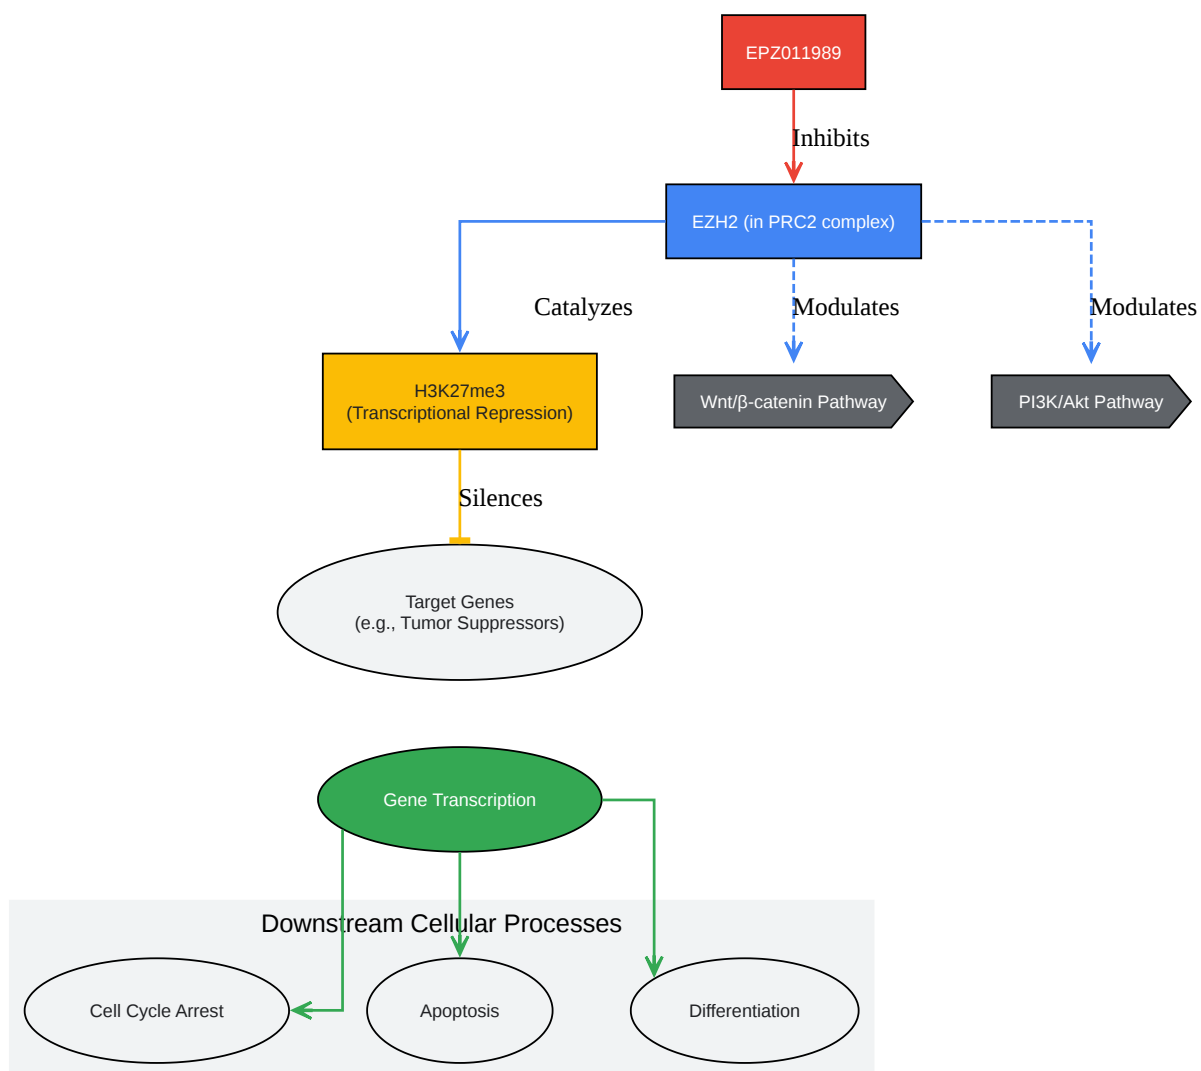 EPZ011989
Inhibits
EZH2 (in PRC2 complex)
Catalyzes
Modulates
Modulates
H3K27me3
(Transcriptional Repression)
Wnt/β-catenin Pathway
PI3K/Akt Pathway
Silences
Target Genes
(e.g., Tumor Suppressors)
Gene Transcription
Downstream Cellular Processes
Cell Cycle Arrest
Apoptosis
Differentiation